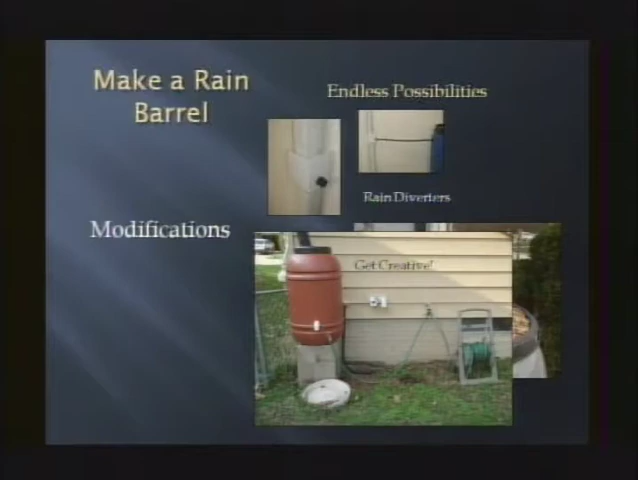 Make a Rain
Barrel
Endless Possibilities
Rain Diverters
Modifications
Get Creative!